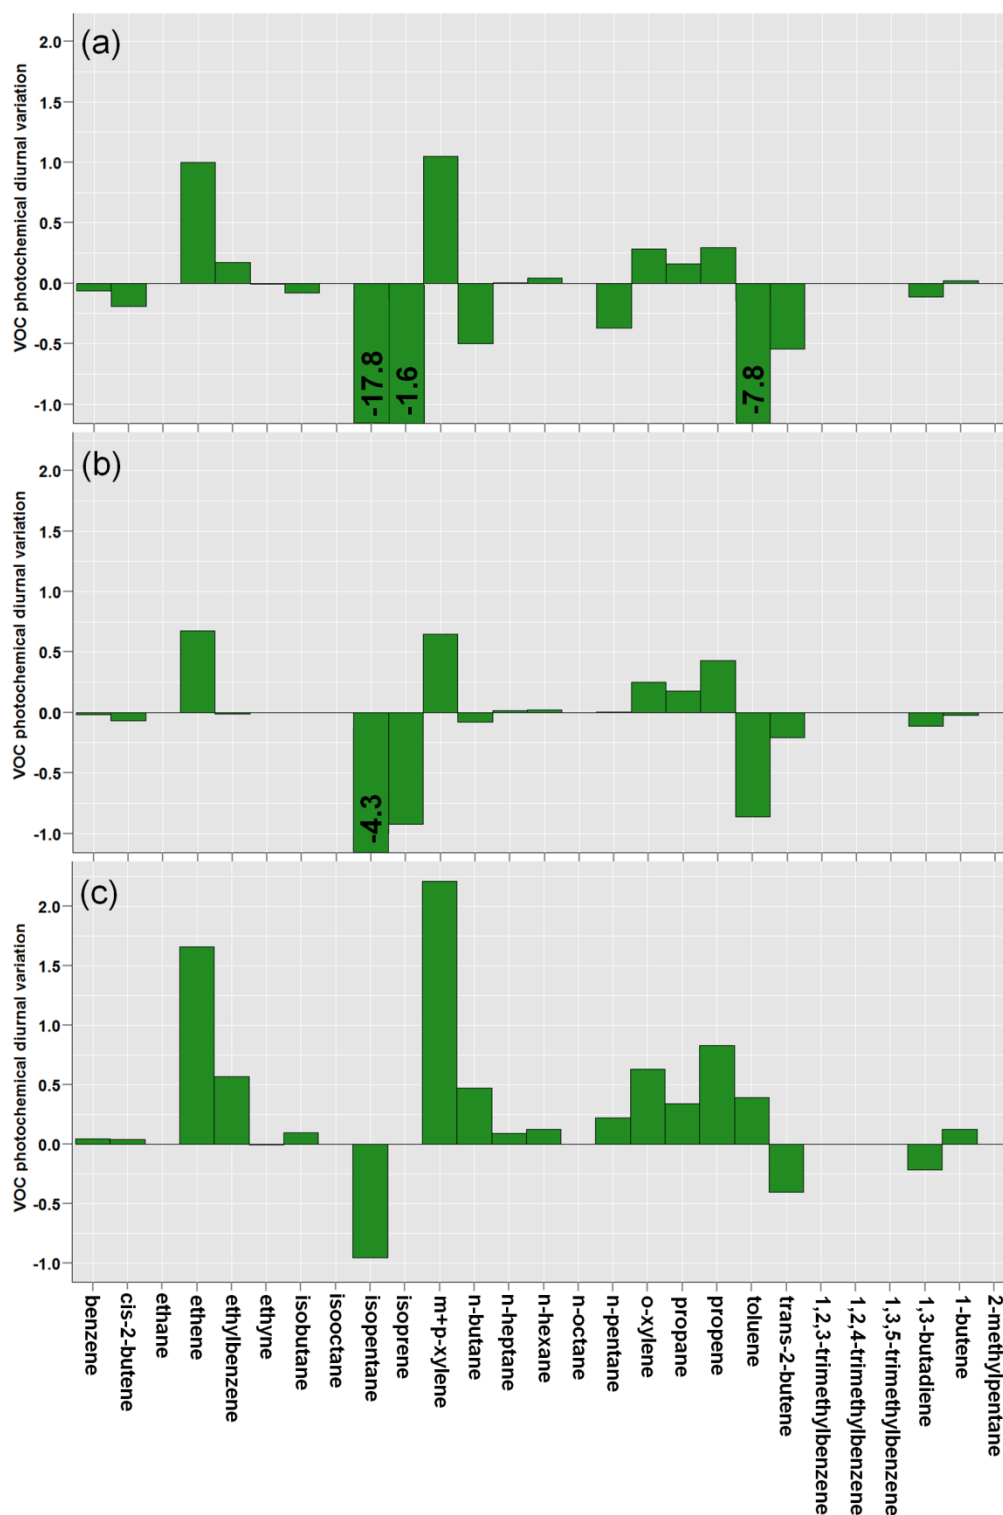 (a)
VOC photochemical diurnal variation
2.0
1.5
1.0
0.5
0.0
-0.5
-1.0
-17.8
-1.6
-7.8
(b)
VOC photochemical diurnal variation
2.0
1.5
1.0
0.5
0.0
-0.5
-1.0
-4.3
(c)
VOC photochemical diurnal variation
2.0
1.5
1.0
0.5
0.0
-0.5
-1.0
benzene
cis-2-butene
ethane
ethene
ethylbenzene
ethyne
isobutane
isooctane
isopentane
isoprene
m+p-xylene
n-butane
n-heptane
n-hexane
n-octane
n-pentane
o-xylene
propane
propene
toluene
trans-2-butene
1,2,3-trimethylbenzene
1,2,4-trimethylbenzene
1,3,5-trimethylbenzene
1,3-butadiene
1-butene
2-methylpentane